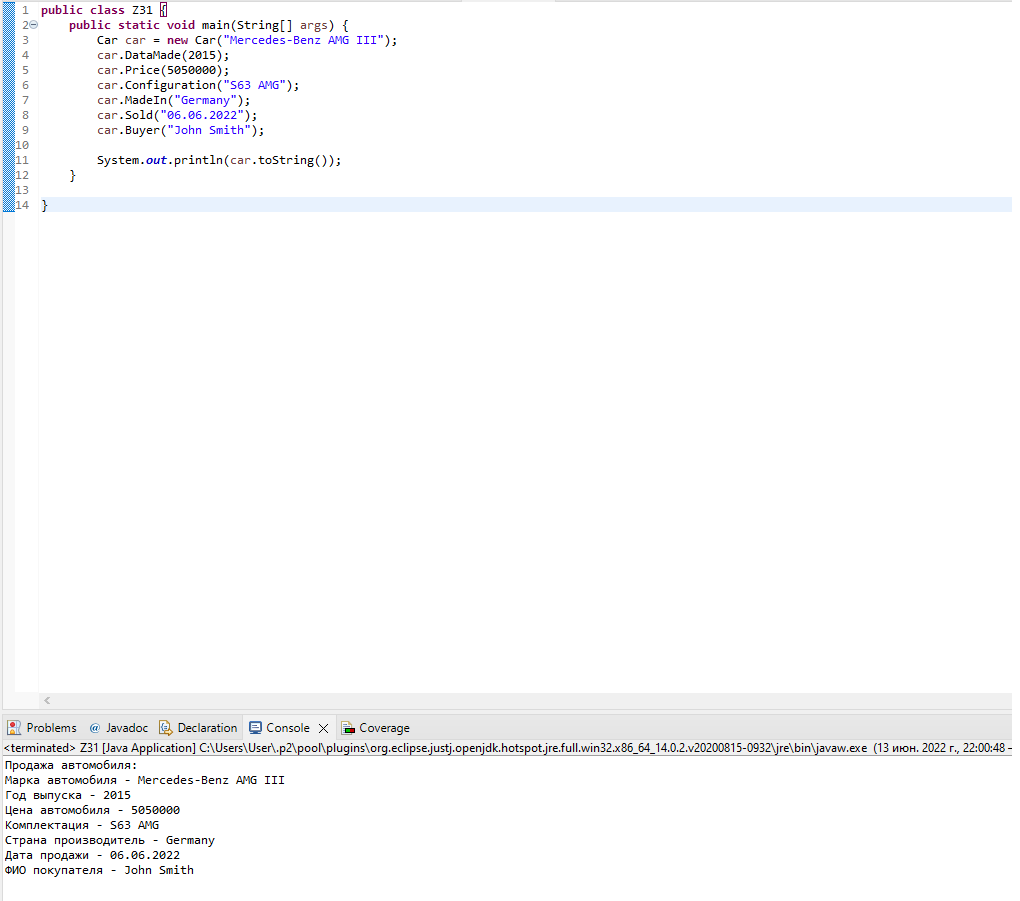 1 public class Z31 {
2 public static void main(String[] args) {
3 Car car = new Car("Mercedes-Benz AMG III");
4 car.DataMade(2015);
5 car.Price(5050000);
6 car.Configuration("S63 AMG");
7 car.MadeIn("Germany");
8 car.Sold("06.06.2022");
9 car.Buyer("John Smith");
10
11 System.out.println(car.toString());
12 }
13
14 }
Problems @ Javadoc Declaration Console Coverage
<terminated> Z31 [Java Application] C:\Users\User\.p2\pool\plugins\org.eclipse.justj.openjdk.hotspot.jre.full.win32.x86_64_14.0.2.v20200815-0932\jre\bin\javaw.exe (13 июн. 2022 г., 22:00:48 –
Продажа автомобиля:
Марка автомобиля - Mercedes-Benz AMG III
Год выпуска - 2015
Цена автомобиля - 5050000
Комплектация - S63 AMG
Страна производитель - Germany
Дата продажи - 06.06.2022
ФИО покупателя - John Smith